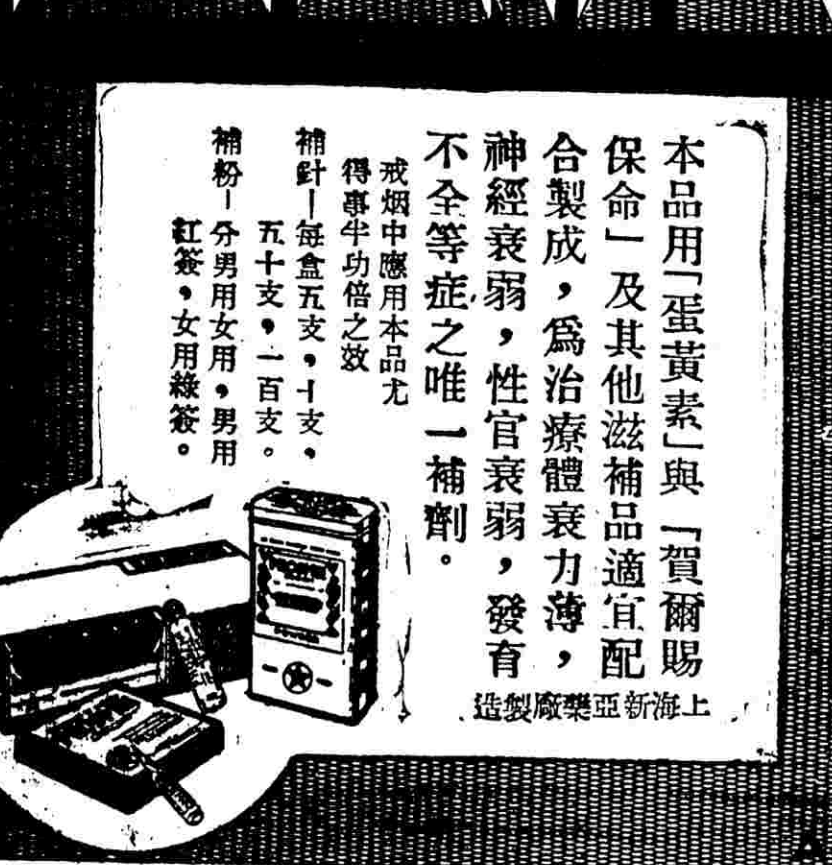 本品用「蛋黃素」與「賀爾賜
保命」及其他滋補品適宜配
合製成，爲治療體衰力薄，
神經衰弱，性官衰弱，發育
不全等症之唯一補劑。
戒烟中應用本品尤
得事半功倍之效
補針—每盒五支，十支，
五十支，一百支。
補粉—分男用女用，男用
紅簽，女用綠簽。
上海新亞藥廠製造